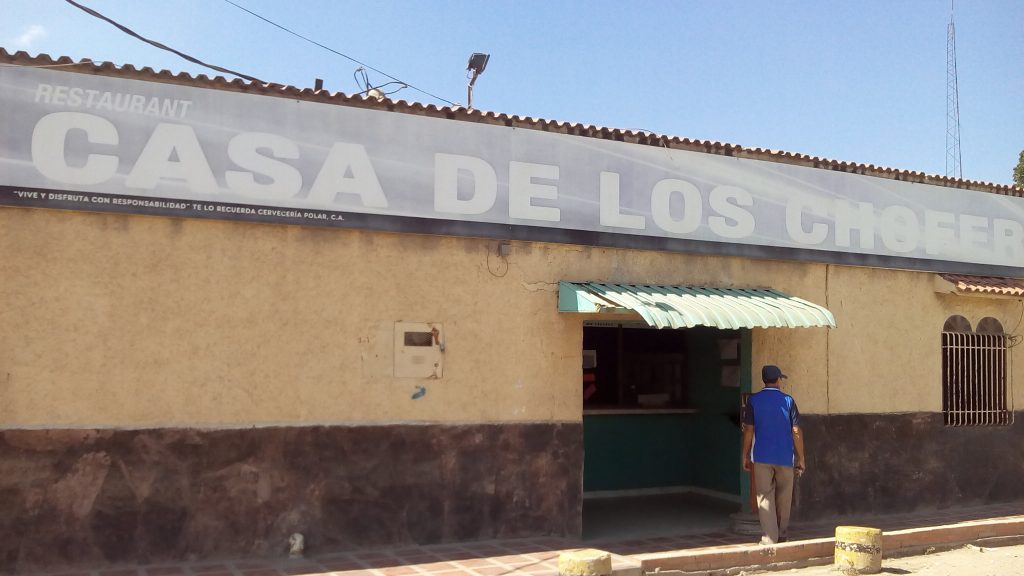 RESTAURANT
CASA DE LOS CHOFER
"VIVE Y DISFRUTA CON RESPONSABILIDAD" TE LO RECUERDA CERVECERÍA POLAR, C.A.